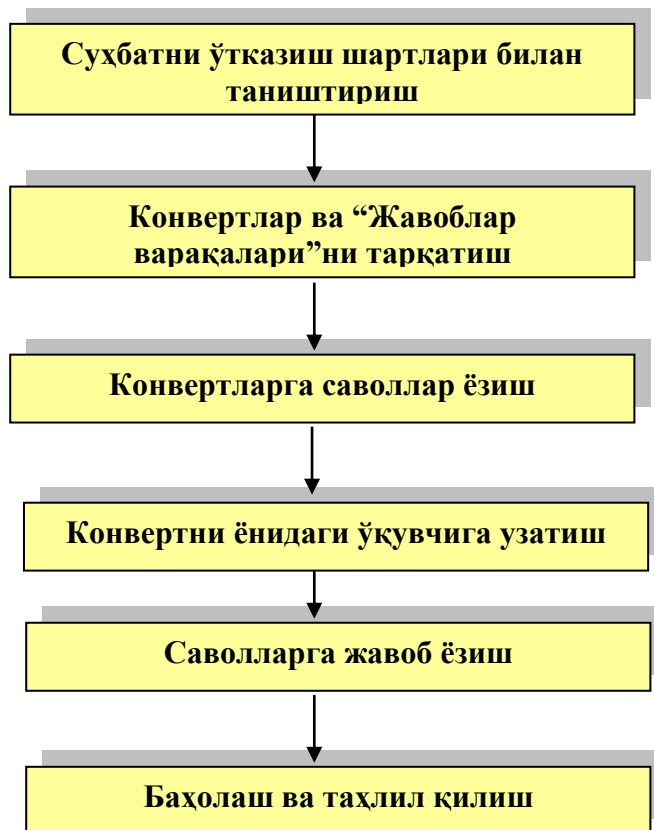 Суҳбатни ўтказиш шартлари билан
таништириш
Конвертлар ва “Жавоблар
варақалари”ни тарқатиш
Конвертларга саволлар ёзиш
Конвертни ёнидаги ўқувчига узатиш
Саволларга жавоб ёзиш
Баҳолаш ва таҳлил қилиш